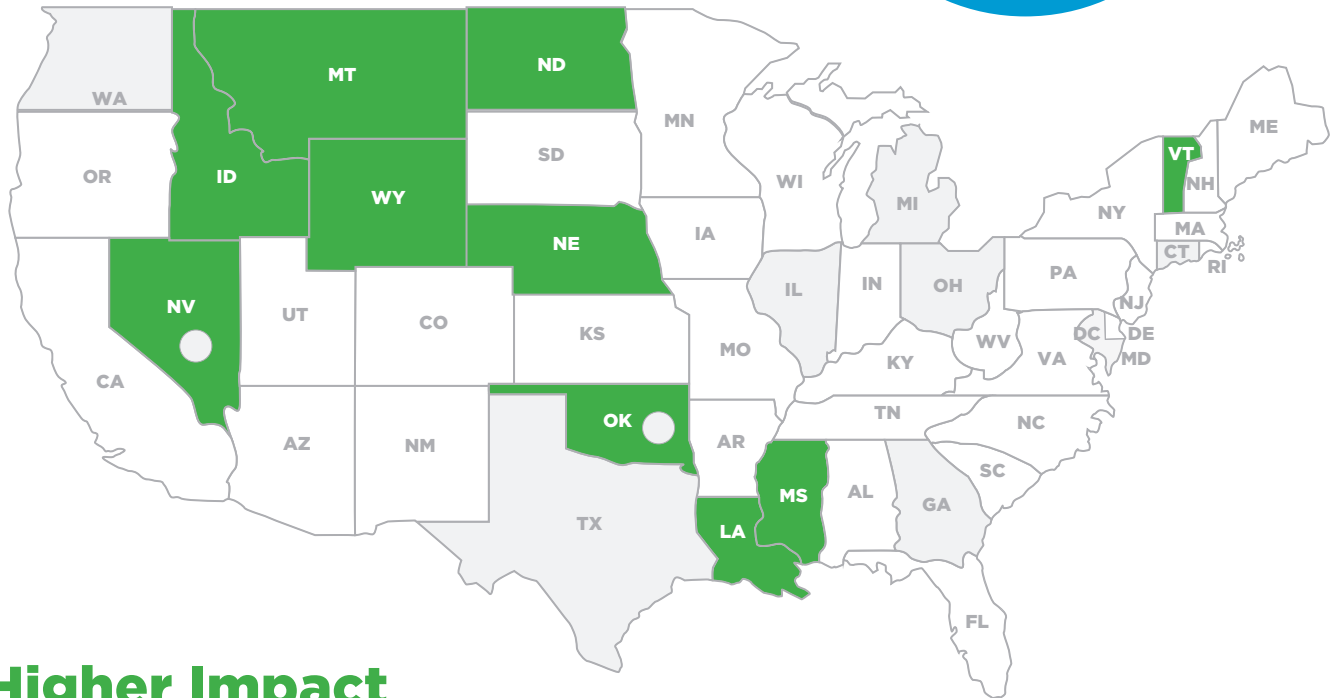 MT
ND
WA
MN
ME
OR
ID
SD
WI
VT
NH
WY
MI
NY
NE
IA
MA
CT
RI
NV
UT
CO
IL
IN
OH
PA
NJ
KS
MO
WV
DC
DE
VA
MD
CA
KY
OK
TN
NC
AZ
NM
AR
SC
MS
AL
GA
TX
LA
FL
Higher Impact